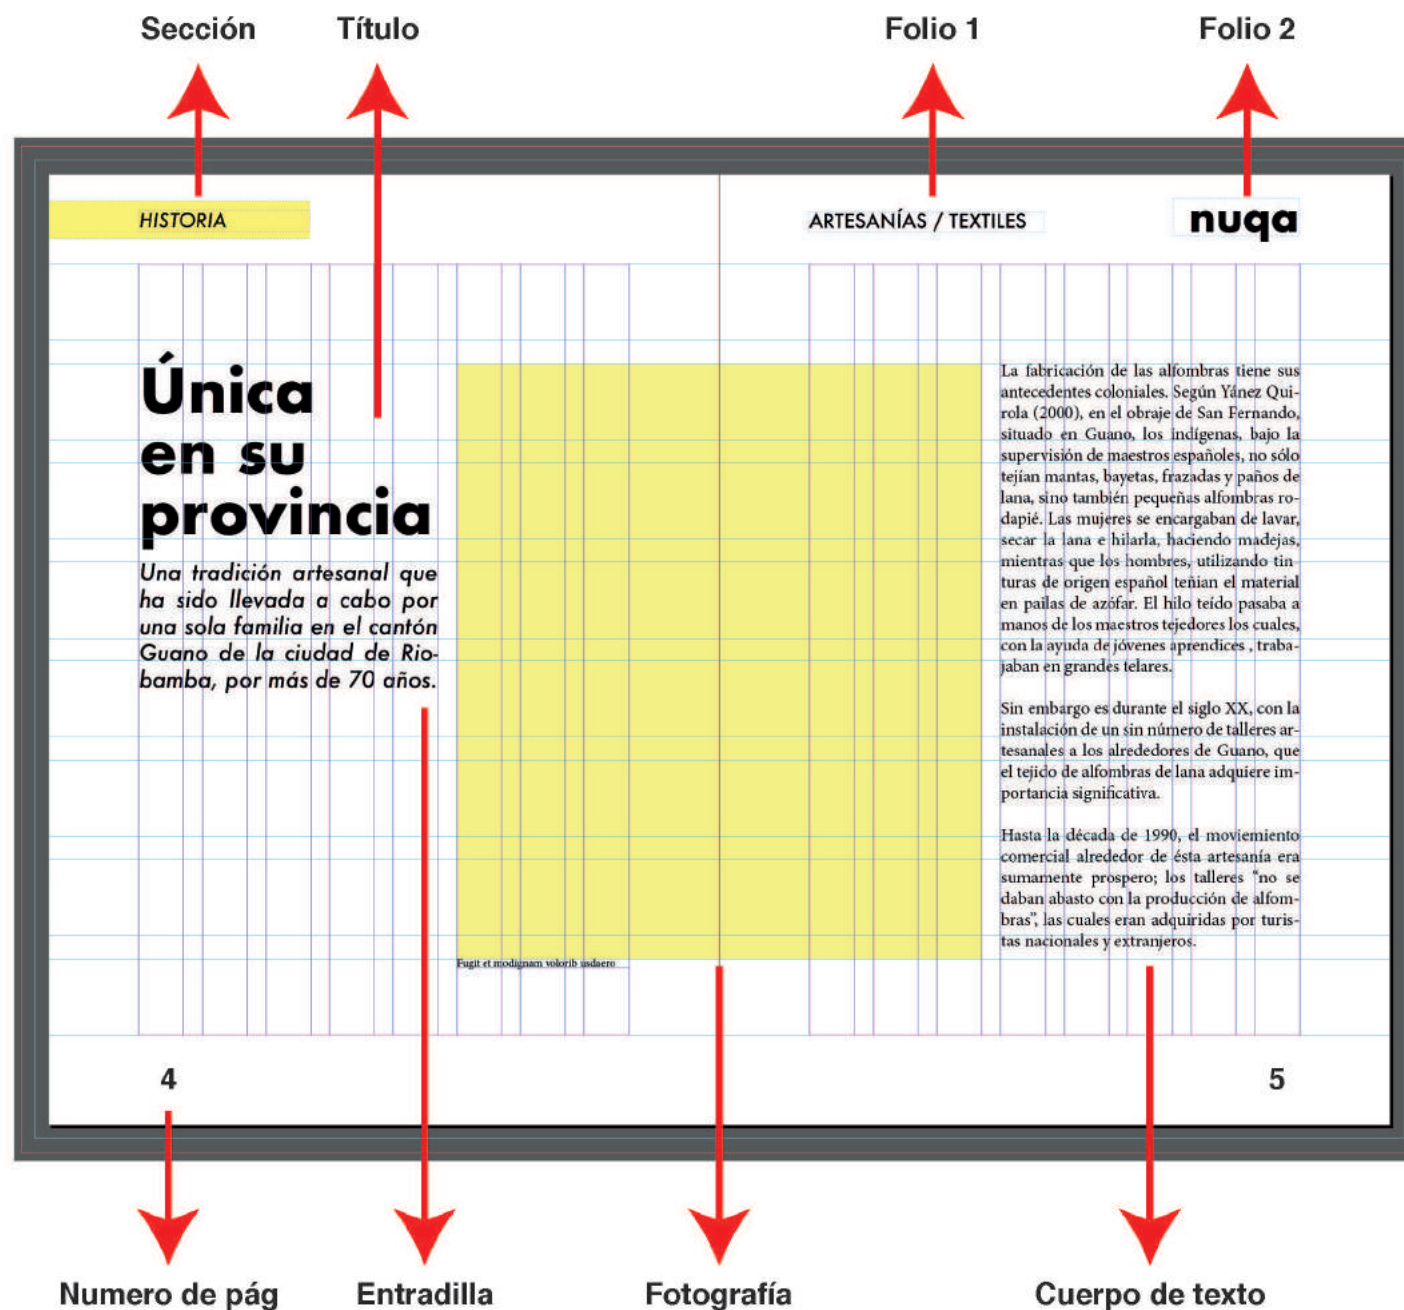 Sección Título Folio 1 Folio 2
HISTORIA
ARTESANÍAS / TEXTILES
nuqa
Única
en su
provincia
Una tradición artesanal que
ha sido llevada a cabo por
una sola familia en el cantón
Guano de la ciudad de Rio-
bamba, por más de 70 años.
Fugit et modignam volorib usdaero
La fabricación de las alfombras tiene sus
antecedentes coloniales. Según Yánez Qui-
rola (2000), en el obraje de San Fernando,
situado en Guano, los indígenas, bajo la
supervisión de maestros españoles, no sólo
tejían mantas, bayetas, frazadas y paños de
lana, sino también pequeñas alfombras ro-
dapié. Las mujeres se encargaban de lavar,
secar la lana e hilarla, haciendo madejas,
mientras que los hombres, utilizando tin-
turas de origen español teñian el material
en pailas de azófar. El hilo teído pasaba a
manos de los maestros tejedores los cuales,
con la ayuda de jóvenes aprendices , traba-
jaban en grandes telares.
Sin embargo es durante el siglo XX, con la
instalación de un sin número de talleres ar-
tesanales a los alrededores de Guano, que
el tejido de alfombras de lana adquiere im-
portancia significativa.
Hasta la década de 1990, el moviemiento
comercial alrededor de ésta artesanía era
sumamente prospero; los talleres “no se
daban abasto con la producción de alfom-
bras”, las cuales eran adquiridas por turis-
tas nacionales y extranjeros.
4
5
Numero de pág Entradilla Fotografía Cuerpo de texto